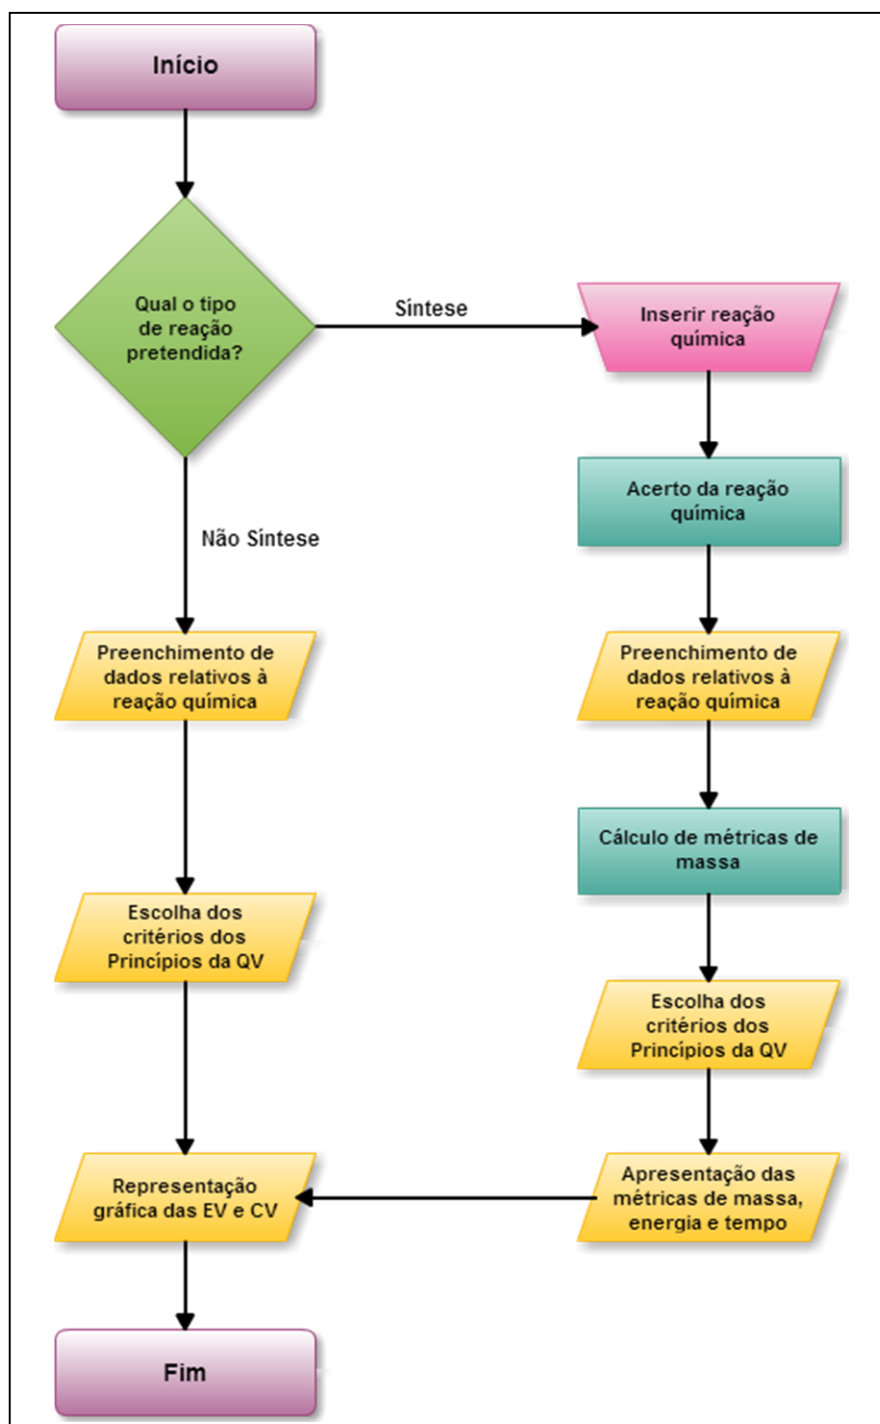 Início
Qual o tipo
de reação
pretendida?
Síntese
Inserir reação
química
Acerto da reação
química
Não Síntese
Preenchimento de
dados relativos à
reação química
Preenchimento de
dados relativos à
reação química
Cálculo de métricas de
massa
Escolha dos
critérios dos
Princípios da QV
Escolha dos
critérios dos
Princípios da QV
Representação
gráfica das EV e CV
Apresentação das
métricas de massa,
energia e tempo
Fim